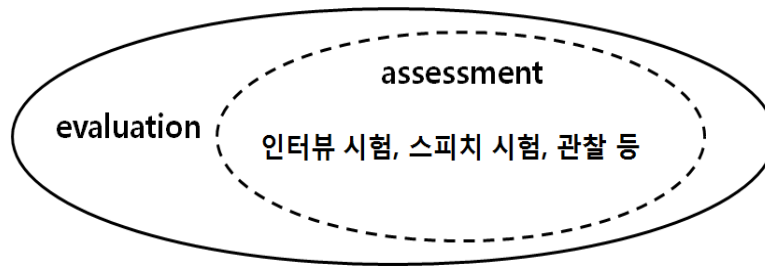 assessment
evaluation
인터뷰 시험, 스피치 시험, 관찰 등